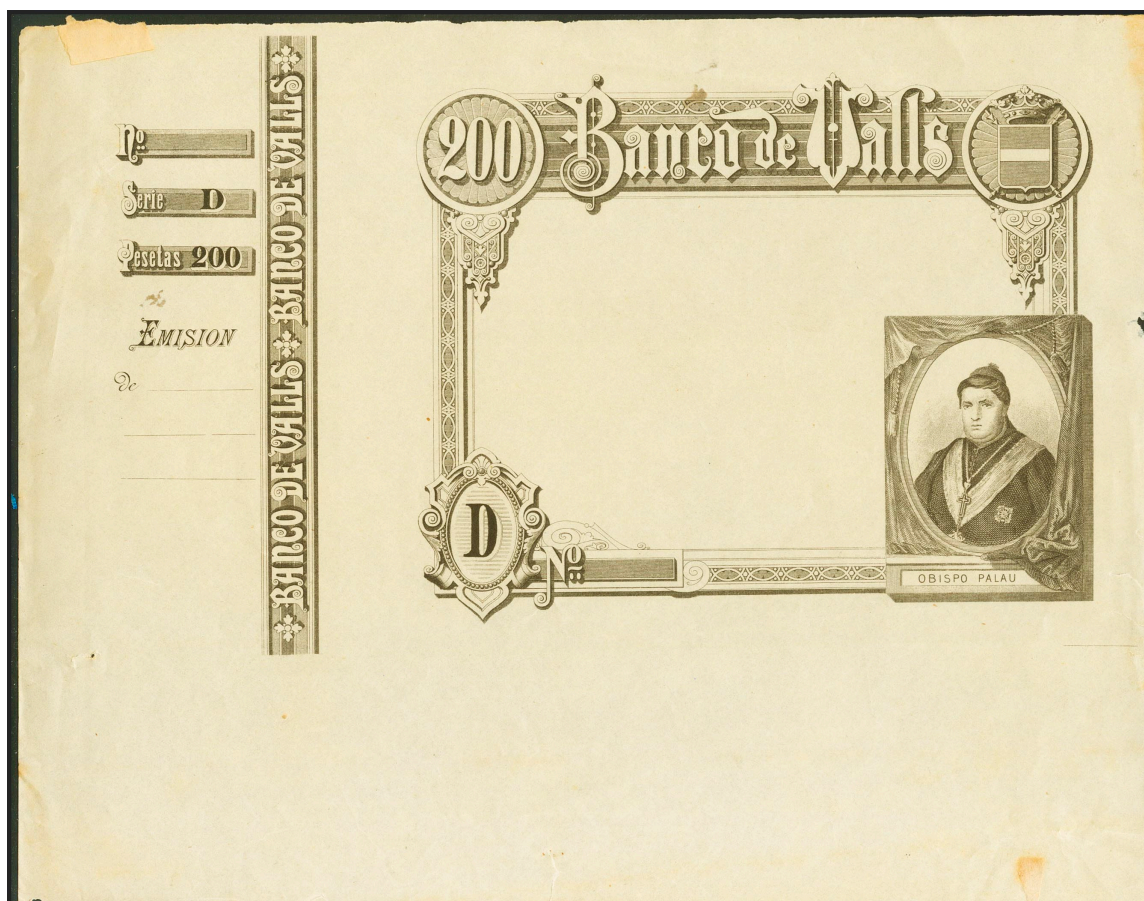 Nº
Serie D
Pesetas 200
EMISION
de
BANCO DE VALLS BANCO DE VALLS
200 Banco de Valls
D Nº
OBISPO PALAU